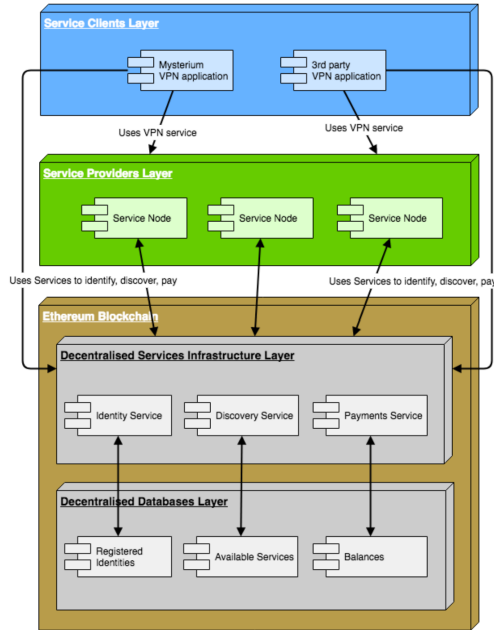 Service Clients Layer
Mysterium
VPN application
3rd party
VPN application
Uses VPN service
Uses VPN service
Service Providers Layer
Service Node
Service Node
Service Node
Uses Services to identify, discover, pay
Uses Services to identify, discover, pay
Ethereum Blockchain
Decentralised Services Infrastructure Layer
Identity Service
Discovery Service
Payments Service
Decentralised Databases Layer
Registered
Identities
Available Services
Balances